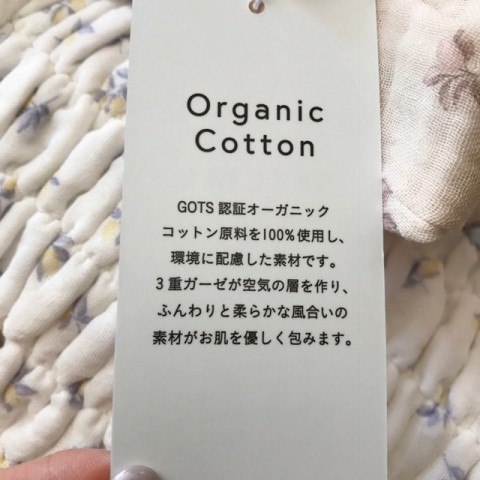 Organic
Cotton
GOTS 認証オーガニック
コットン原料を100%使用し、
環境に配慮した素材です。
3重ガーゼが空気の層を作り、
ふんわりと柔らかな風合いの
素材がお肌を優しく包みます。